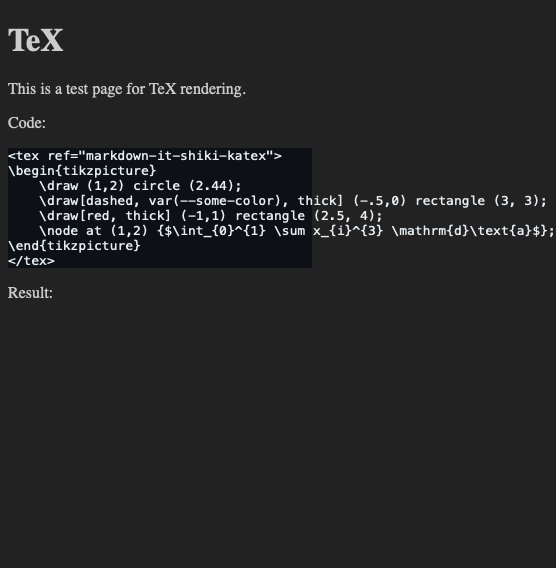 TeX
This is a test page for TeX rendering.
Code:
<tex ref="markdown-it-shiki-katex">
\begin{tikzpicture}
    \draw (1,2) circle (2.44);
    \draw[dashed, var(--some-color), thick] (-.5,0) rectangle (3, 3);
    \draw[red, thick] (-1,1) rectangle (2.5, 4);
    \node at (1,2) {$\int_{0}^{1} \sum x_{i}^{3} \mathrm{d}\text{a}$};
\end{tikzpicture}
</tex>
Result: